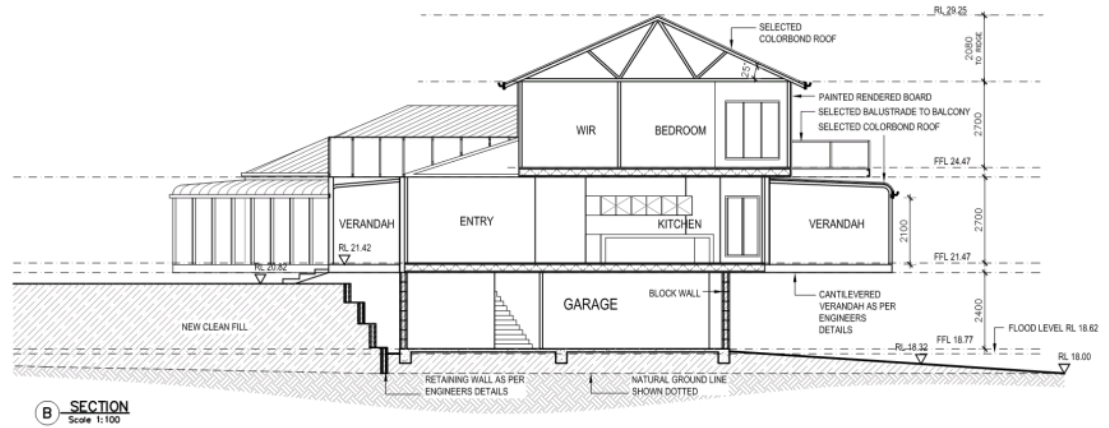 RL 29.25
SELECTED
COLORBOND ROOF
2080
TO RIDGE
25°
PAINTED RENDERED BOARD
SELECTED BALUSTRADE TO BALCONY
SELECTED COLORBOND ROOF
WIR
BEDROOM
2700
FFL 24.47
VERANDAH
ENTRY
KITCHEN
VERANDAH
2100
2700
RL 21.42
RL 20.82
FFL 21.47
BLOCK WALL
GARAGE
CANTILEVERED
VERANDAH AS PER
ENGINEERS
DETAILS
2400
NEW CLEAN FILL
FLOOD LEVEL RL 18.62
FFL 18.77
RL 18.32
RL 18.00
RETAINING WALL AS PER
ENGINEERS DETAILS
NATURAL GROUND LINE
SHOWN DOTTED
B SECTION
Scale 1:100